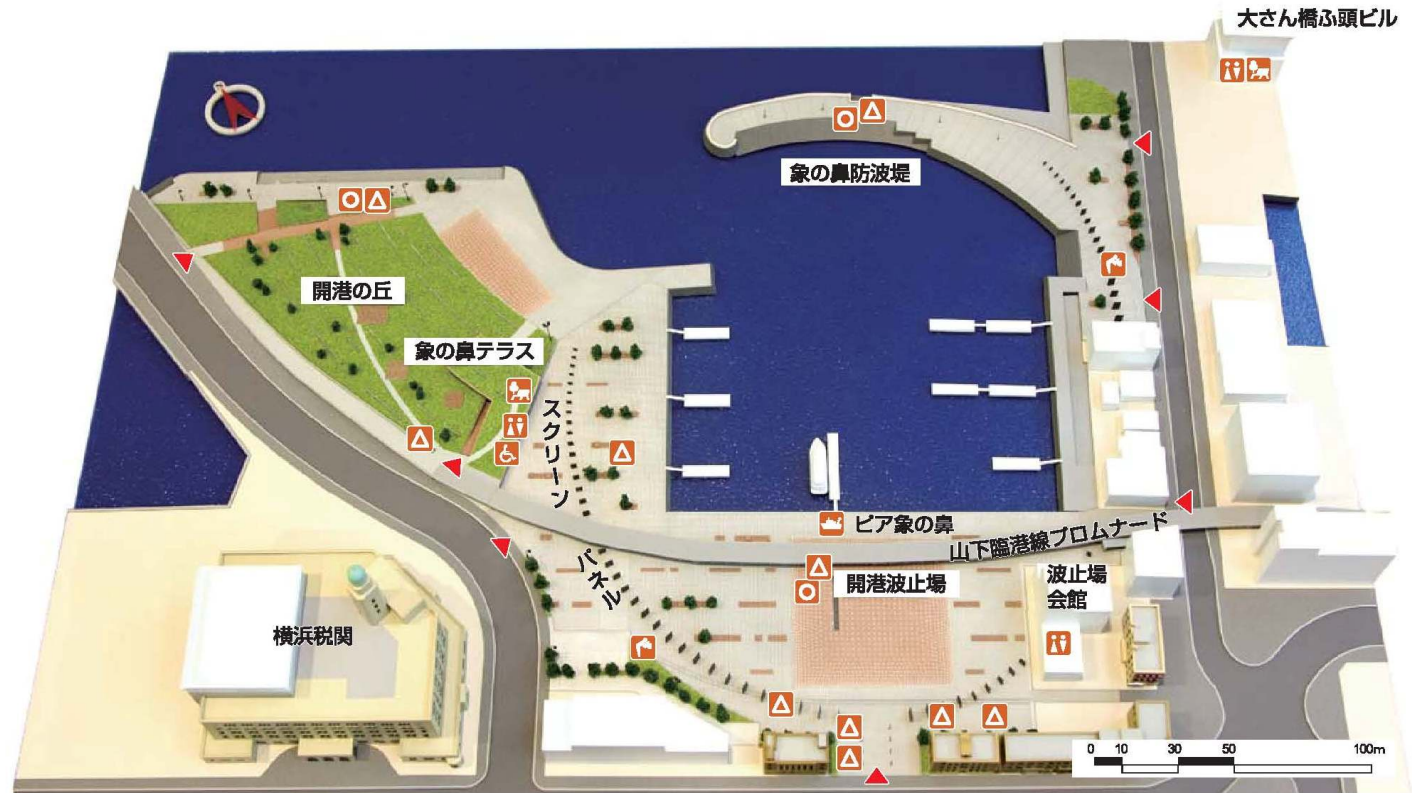 大さん橋ふ頭ビル
象の鼻防波堤
開港の丘
象の鼻テラス
スクリーン
パネル
ピア象の鼻
山下臨港線プロムナード
開港波止場
波止場
会館
横浜税関
0 10 30 50 100m